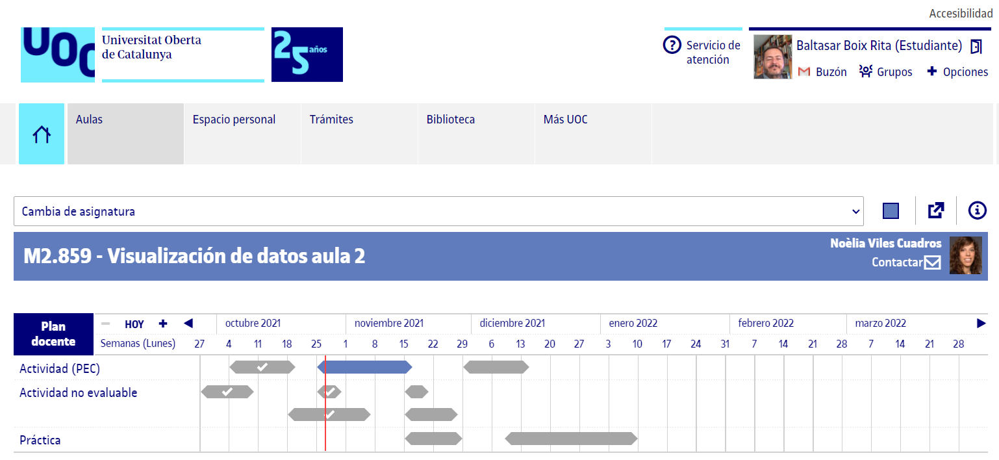 Accesibilidad
UOC
Universitat Oberta
de Catalunya
25 años
Servicio de
atención
Baltasar Boix Rita (Estudiante)
Buzón Grupos Opciones
Aulas Espacio personal Trámites Biblioteca Más UOC
Cambia de asignatura
M2.859 - Visualización de datos aula 2
Noèlia Viles Cuadros
Contactar
Plan
docente
HOY octubre 2021 noviembre 2021 diciembre 2021 enero 2022 febrero 2022 marzo 2022
Semanas (Lunes) 27 4 11 18 25 1 8 15 22 29 6 13 20 27 3 10 17 24 31 7 14 21 28 7 14 21 28
Actividad (PEC)
Actividad no evaluable
Práctica